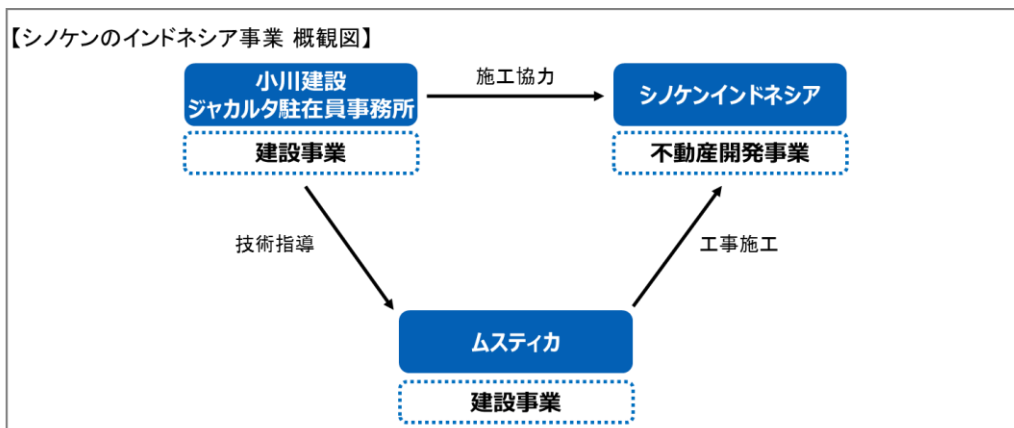 【シノケンのインドネシア事業 概観図】
小川建設
ジャカルタ駐在員事務所
施工協力
シノケンインドネシア
建設事業
不動産開発事業
技術指導
工事施工
ムスティカ
建設事業